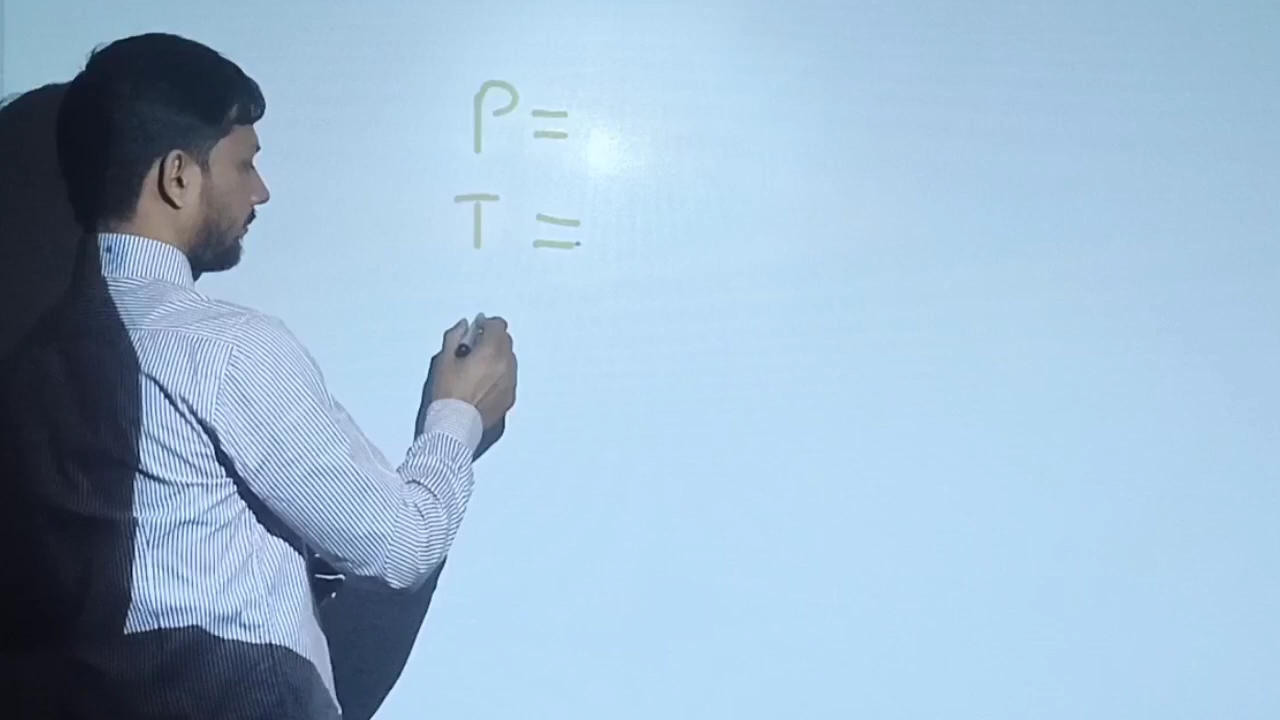 P =
T =